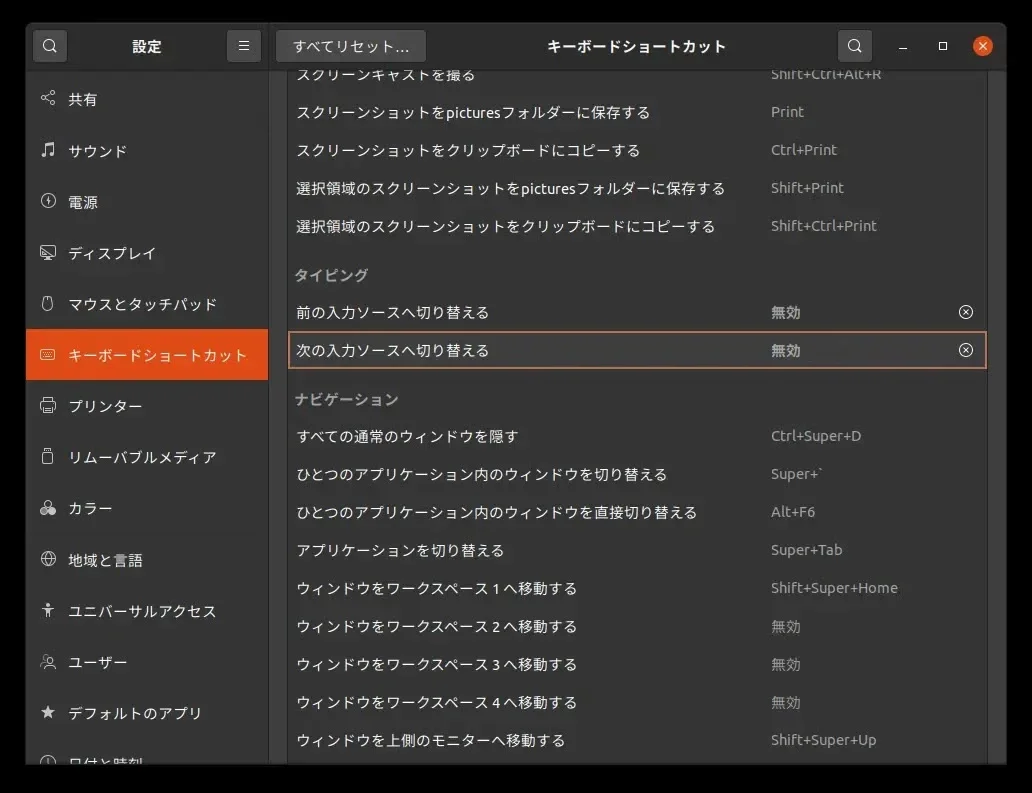 設定
すべてリセット...
キーボードショートカット
共有
サウンド
電源
ディスプレイ
マウスとタッチパッド
キーボードショートカット
プリンター
リムーバブルメディア
カラー
地域と言語
ユニバーサルアクセス
ユーザー
デフォルトのアプリ
日付と時刻
スクリーンキャストを撮る Shift+Ctrl+Alt+R
スクリーンショットをpicturesフォルダーに保存する Print
スクリーンショットをクリップボードにコピーする Ctrl+Print
選択領域のスクリーンショットをpicturesフォルダーに保存する Shift+Print
選択領域のスクリーンショットをクリップボードにコピーする Shift+Ctrl+Print
タイピング
前の入力ソースへ切り替える 無効
次の入力ソースへ切り替える 無効
ナビゲーション
すべての通常のウィンドウを隠す Ctrl+Super+D
ひとつのアプリケーション内のウィンドウを切り替える Super+`
ひとつのアプリケーション内のウィンドウを直接切り替える Alt+F6
アプリケーションを切り替える Super+Tab
ウィンドウをワークスペース 1 へ移動する Shift+Super+Home
ウィンドウをワークスペース 2 へ移動する 無効
ウィンドウをワークスペース 3 へ移動する 無効
ウィンドウをワークスペース 4 へ移動する 無効
ウィンドウを上側のモニターへ移動する Shift+Super+Up